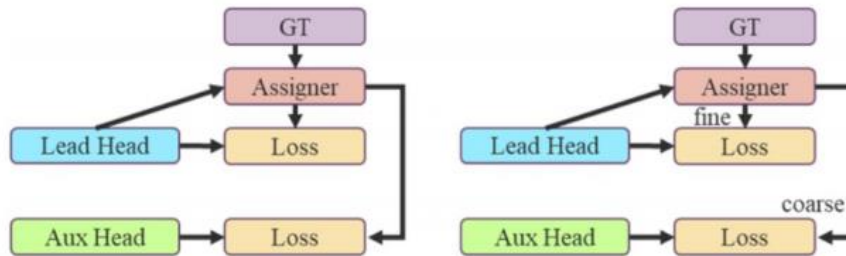 GT
Assigner
Lead Head
Loss
Aux Head
Loss
GT
Assigner
fine
Lead Head
Loss
coarse
Aux Head
Loss